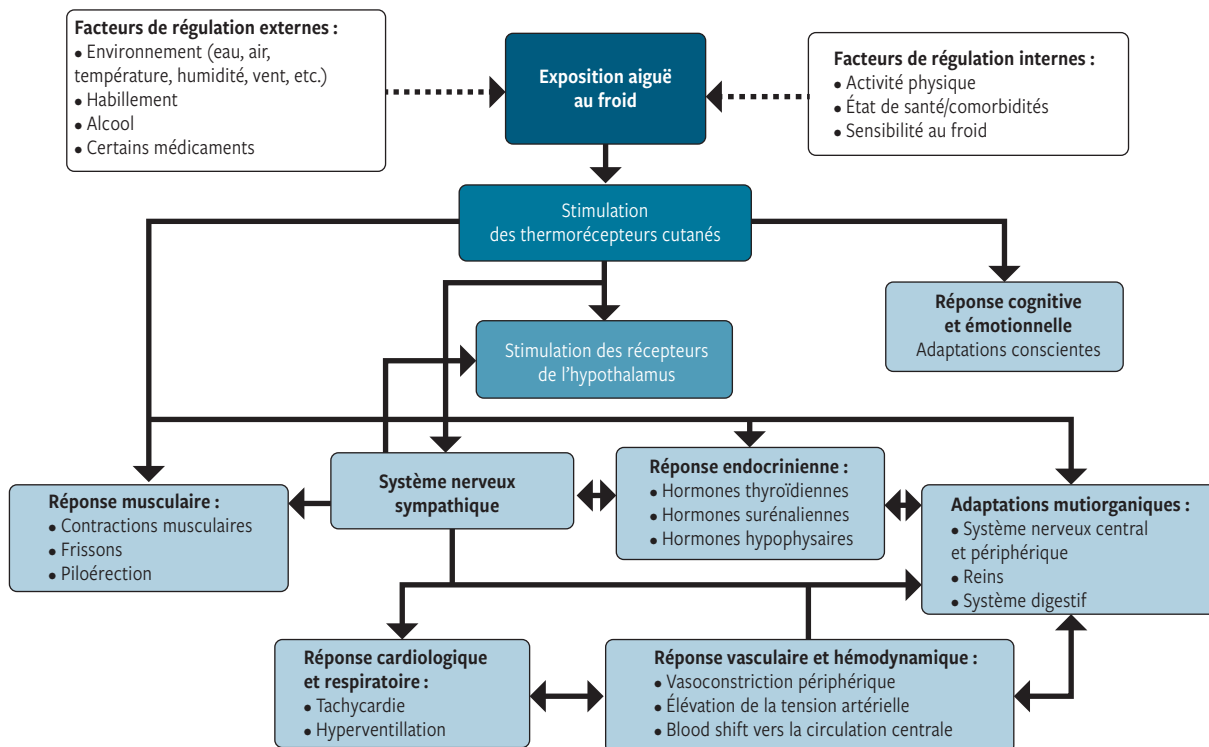 Facteurs de régulation externes :
• Environnement (eau, air,
température, humidité, vent, etc.)
• Habillement
• Alcool
• Certains médicaments
Exposition aiguë
au froid
Facteurs de régulation internes :
• Activité physique
• État de santé/comorbidités
• Sensibilité au froid
Stimulation
des thermorécepteurs cutanés
Réponse cognitive
et émotionnelle
Adaptations conscientes
Stimulation des récepteurs
de l’hypothalamus
Réponse musculaire :
• Contractions musculaires
• Frissons
• Piloérection
Système nerveux
sympathique
Réponse endocrinienne :
• Hormones thyroïdiennes
• Hormones surénaliennes
• Hormones hypophysaires
Adaptations mutiorganiques :
• Système nerveux central
et périphérique
• Reins
• Système digestif
Réponse cardiologique
et respiratoire :
• Tachycardie
• Hyperventillation
Réponse vasculaire et hémodynamique :
• Vasoconstriction périphérique
• Élévation de la tension artérielle
• Blood shift vers la circulation centrale